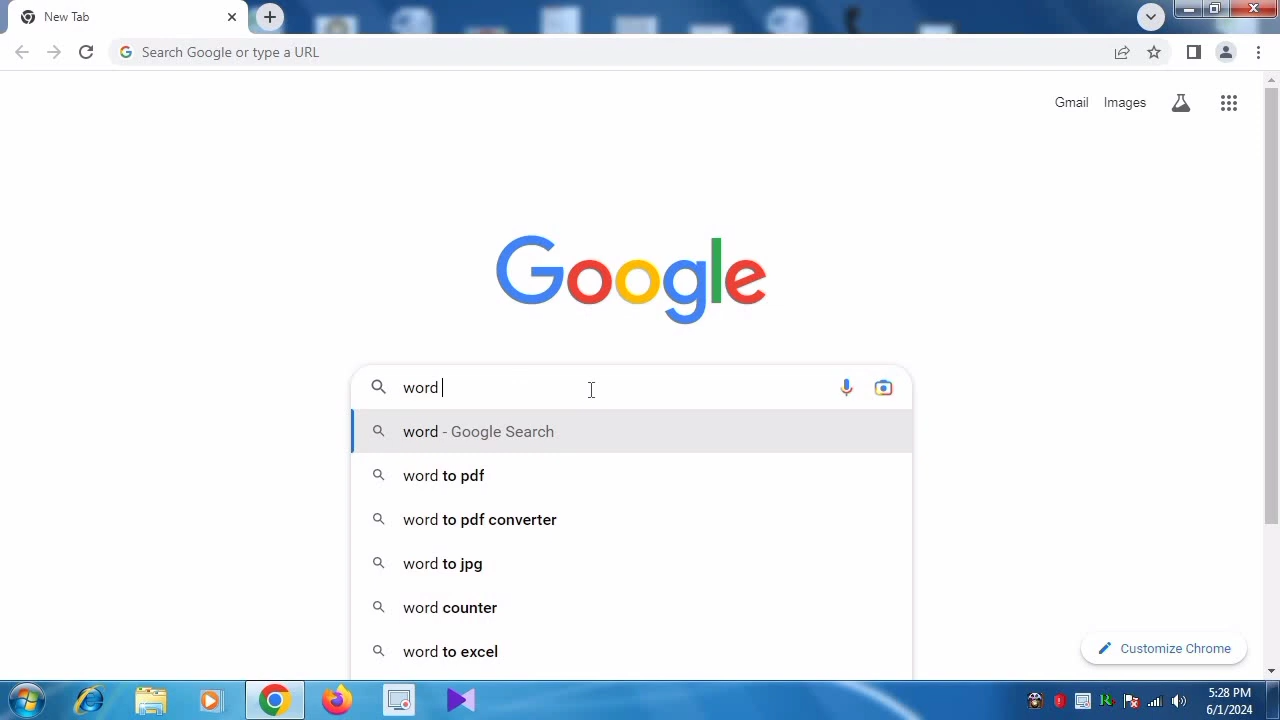 New Tab
Search Google or type a URL
Gmail Images
Google
word
word - Google Search
word to pdf
word to pdf converter
word to jpg
word counter
word to excel
Customize Chrome
5:28 PM
6/1/2024